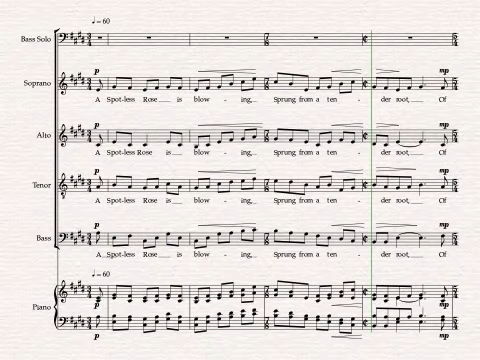 ♩= 60
Bass Solo
Soprano p mp
A Spot-less Rose is blow - ing, Sprung from a ten - der root, Of
Alto p mp
A Spot-less Rose is blow - ing, Sprung from a ten - der root, Of
Tenor p mp
A Spot-less Rose is blow - ing, Sprung from a ten - der root, Of
Bass p mp
A Spot-less Rose is blow - ing, Sprung from a ten - der root, Of
♩= 60
Piano p mp
p mp